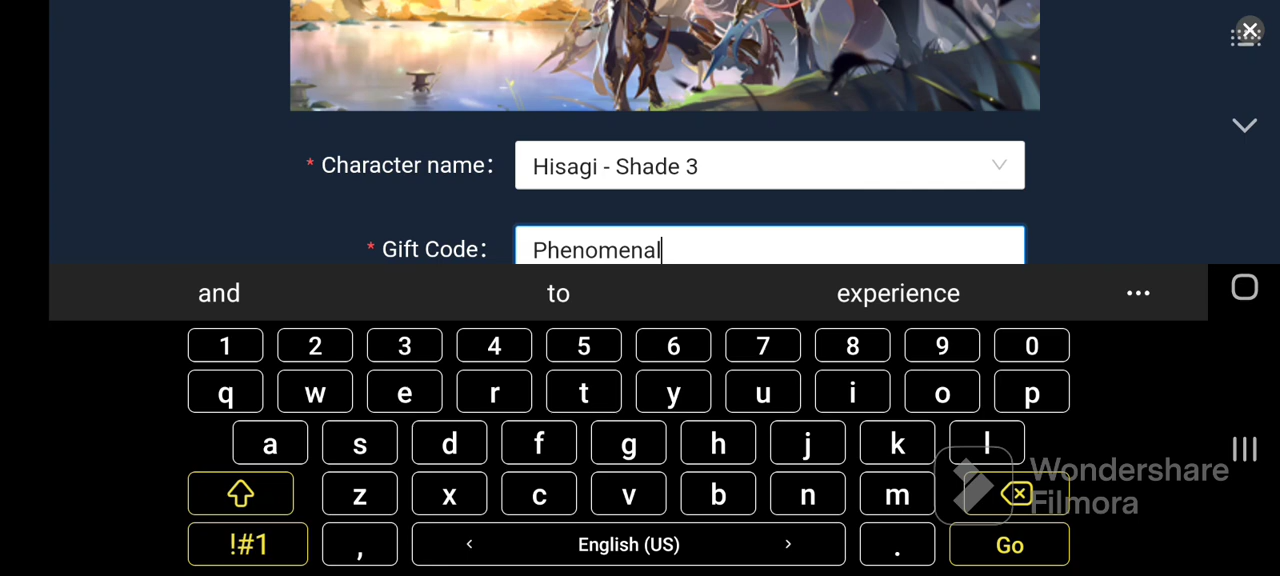 * Character name:
Hisagi - Shade 3
* Gift Code:
Phenomenal
and to experience ...
1 2 3 4 5 6 7 8 9 0
q w e r t y u i o p
a s d f g h j k l
z x c v b n m
!#1 , < English (US) > . Go
Wondershare
Filmora